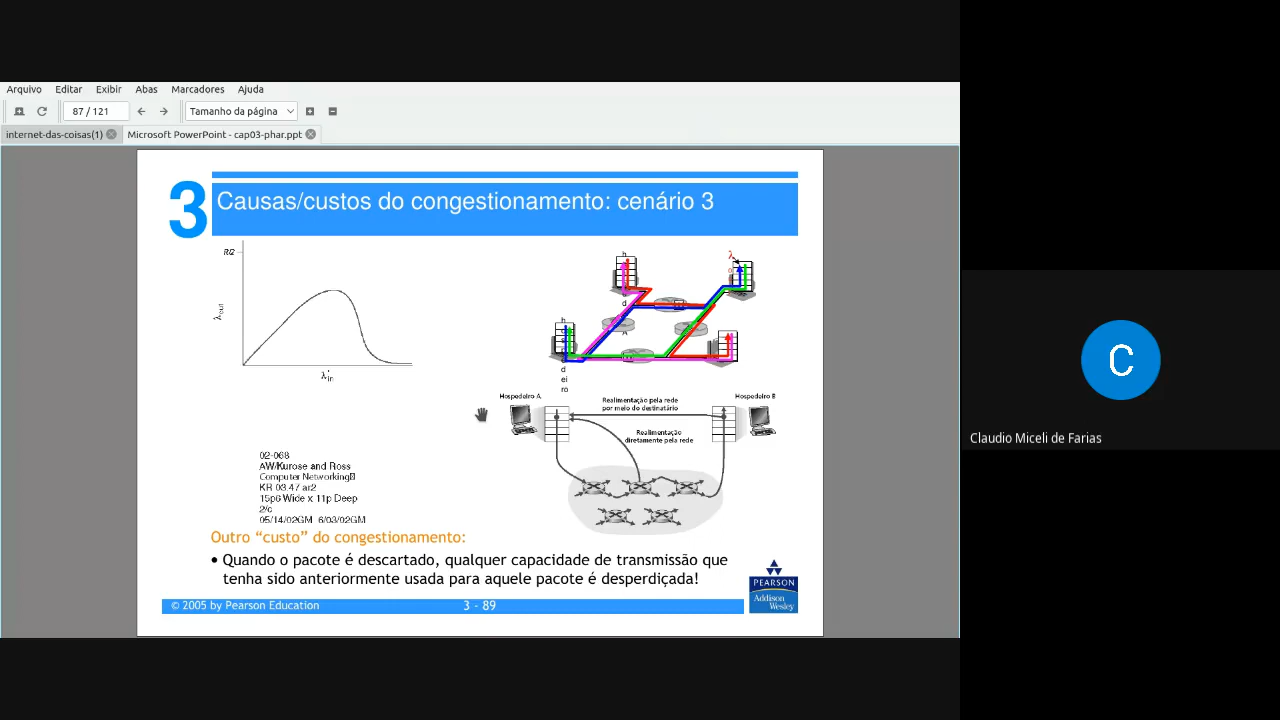 Arquivo Editar Exibir Abas Marcadores Ajuda
87 / 121
Tamanho da página
internet-das-coisas(1)
Microsoft PowerPoint - cap03-phar.ppt
3
Causas/custos do congestionamento: cenário 3
R/2
λout
λ'in
h
d
λ
A
h
d
ei
ro
Hospedeiro A
Realimentação pela rede
por meio do destinatário
Hospedeiro B
Realimentação
diretamente pela rede
02-068
AW/Kurose and Ross
Computer Networking
KR 03.47 ar2
15p6 Wide x 11p Deep
2/c
05/14/02GM 6/03/02GM
Outro “custo” do congestionamento:
• Quando o pacote é descartado, qualquer capacidade de transmissão que
tenha sido anteriormente usada para aquele pacote é desperdiçada!
PEARSON
Addison
Wesley
© 2005 by Pearson Education
3 - 89
C
Claudio Miceli de Farias